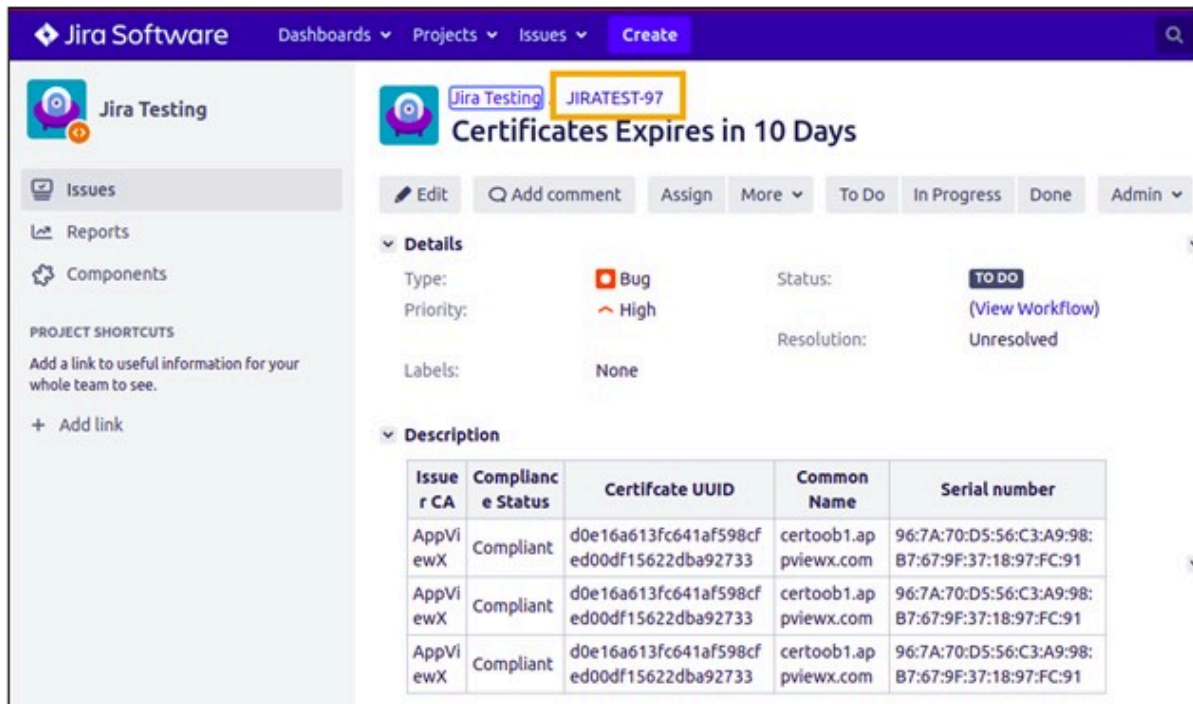 Jira Software Dashboards Projects Issues Create
Jira Testing
Issues
Reports
Components
PROJECT SHORTCUTS
Add a link to useful information for your
whole team to see.
+ Add link
Jira Testing JIRATEST-97
Certificates Expires in 10 Days
Edit Add comment Assign More To Do In Progress Done Admin
Details
Type: Bug Status: TO DO
Priority: High (View Workflow)
Resolution: Unresolved
Labels: None
Description
Issue Complianc Certifcate UUID Common Serial number
r CA e Status Name
AppVi Compliant d0e16a613fc641af598cf certoob1.ap 96:7A:70:D5:56:C3:A9:98:
ewX ed00df15622dba92733 pviewx.com B7:67:9F:37:18:97:FC:91
AppVi Compliant d0e16a613fc641af598cf certoob1.ap 96:7A:70:D5:56:C3:A9:98:
ewX ed00df15622dba92733 pviewx.com B7:67:9F:37:18:97:FC:91
AppVi Compliant d0e16a613fc641af598cf certoob1.ap 96:7A:70:D5:56:C3:A9:98:
ewX ed00df15622dba92733 pviewx.com B7:67:9F:37:18:97:FC:91